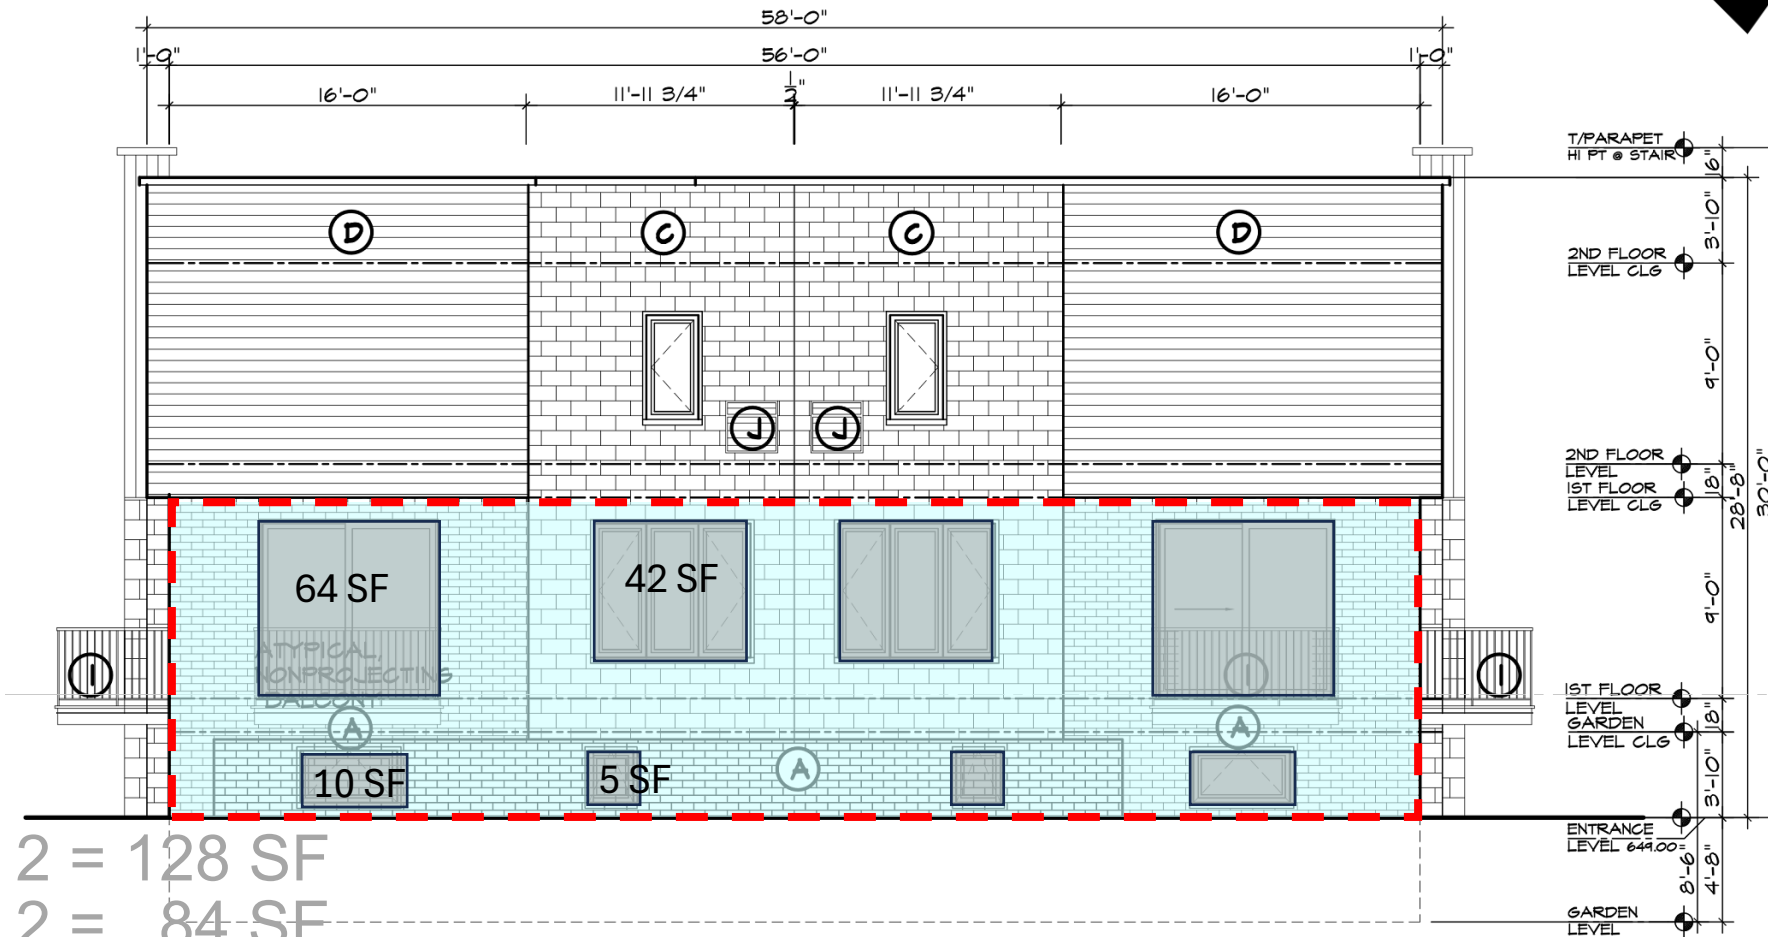 58'-0"
1'-0"
56'-0"
1'-0"
16'-0"
11'-11 3/4"
1/2"
11'-11 3/4"
16'-0"
T/PARAPET
HI PT @ STAIR
16"
D
C
C
D
3'-10"
2ND FLOOR
LEVEL CLG
9'-0"
J
J
2ND FLOOR
LEVEL
18"
1ST FLOOR
LEVEL CLG
28'-8"
30'-0"
64 SF
42 SF
9'-0"
ATYPICAL,
NONPROJECTING
BALCONY
I
I
I
1ST FLOOR
LEVEL
18"
GARDEN
LEVEL CLG
A
A
A
10 SF
5 SF
3'-10"
ENTRANCE
LEVEL 649.00=
2 = 128 SF
2 = 84 SF
8'-6"
4'-8"
GARDEN
LEVEL